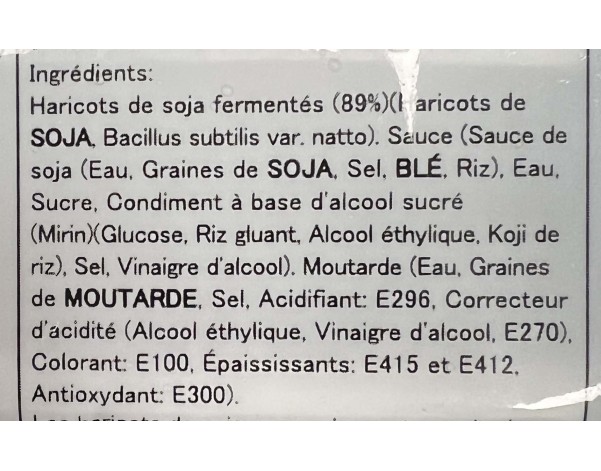 Ingrédients:
Haricots de soja fermentés (89%)(Haricots de
SOJA, Bacillus subtilis var. natto). Sauce (Sauce de
soja (Eau, Graines de SOJA, Sel, BLÉ, Riz), Eau,
Sucre, Condiment à base d'alcool sucré
(Mirin)(Glucose, Riz gluant, Alcool éthylique, Koji de
riz), Sel, Vinaigre d'alcool). Moutarde (Eau, Graines
de MOUTARDE, Sel, Acidifiant: E296, Correcteur
d'acidité (Alcool éthylique, Vinaigre d'alcool, E270),
Colorant: E100, Épaississants: E415 et E412,
Antioxydant: E300).